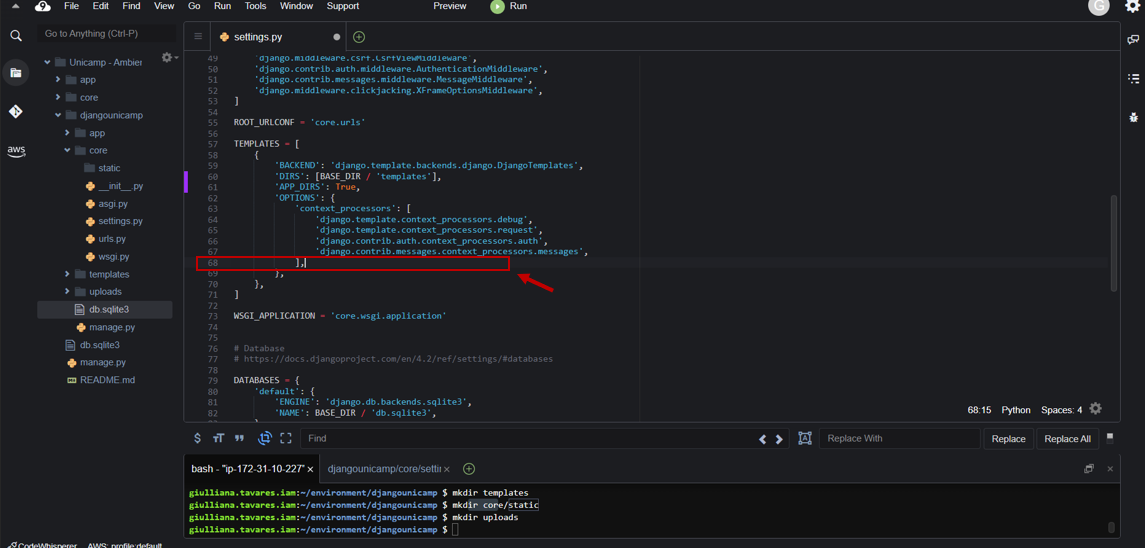 File Edit Find View Go Run Tools Window Support Preview Run G
Go to Anything (Ctrl-P)
settings.py
Unicamp - Ambier
app
core
djangounicamp
app
core
static
__init__.py
asgi.py
settings.py
urls.py
wsgi.py
templates
uploads
db.sqlite3
manage.py
db.sqlite3
manage.py
README.md
aws
49 'django.middleware.csrf.CsrfViewMiddleware',
50 'django.contrib.auth.middleware.AuthenticationMiddleware',
51 'django.contrib.messages.middleware.MessageMiddleware',
52 'django.middleware.clickjacking.XFrameOptionsMiddleware',
53 ]
54
55 ROOT_URLCONF = 'core.urls'
56
57 TEMPLATES = [
58 {
59 'BACKEND': 'django.template.backends.django.DjangoTemplates',
60 'DIRS': [BASE_DIR / 'templates'],
61 'APP_DIRS': True,
62 'OPTIONS': {
63 'context_processors': [
64 'django.template.context_processors.debug',
65 'django.template.context_processors.request',
66 'django.contrib.auth.context_processors.auth',
67 'django.contrib.messages.context_processors.messages',
68 ],
69 },
70 },
71 ]
72
73 WSGI_APPLICATION = 'core.wsgi.application'
74
75
76 # Database
77 # https://docs.djangoproject.com/en/4.2/ref/settings/#databases
78
79 DATABASES = {
80 'default': {
81 'ENGINE': 'django.db.backends.sqlite3',
82 'NAME': BASE_DIR / 'db.sqlite3',
68:15 Python Spaces: 4
Find
Replace With
Replace
Replace All
bash - "ip-172-31-10-227" djangounicamp/core/settin
giulliana.tavares.iam:~/environment/djangounicamp $ mkdir templates
giulliana.tavares.iam:~/environment/djangounicamp $ mkdir core/static
giulliana.tavares.iam:~/environment/djangounicamp $ mkdir uploads
giulliana.tavares.iam:~/environment/djangounicamp $
CodeWhisperer AWS: profile:default